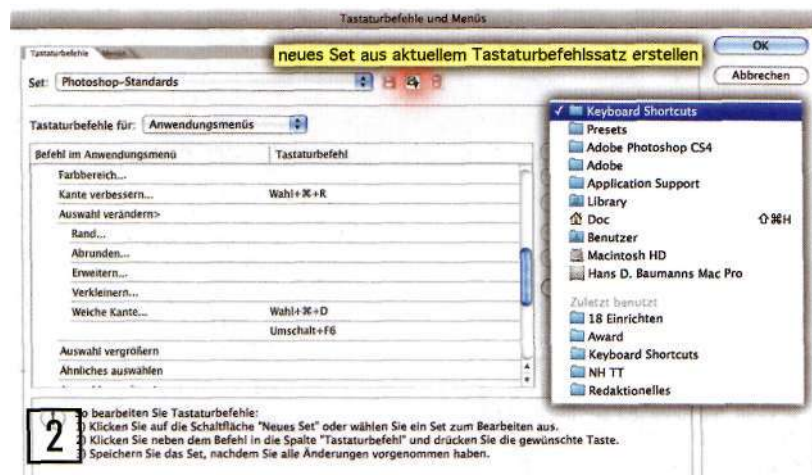 Tastaturbefehle und Menüs
Tastaturbefehle Menüs
neues Set aus aktuellem Tastaturbefehlssatz erstellen
OK
Set: Photoshop-Standards
Abbrechen
Tastaturbefehle für: Anwendungsmenüs
Befehl im Anwendungsmenü Tastaturbefehl
Farbbereich...
Kante verbessern... Wahl+⌘+R
Auswahl verändern>
Rand...
Abrunden...
Erweitern...
Verkleinern...
Weiche Kante... Wahl+⌘+D
Umschalt+F6
Auswahl vergrößern
Ähnliches auswählen
✓ Keyboard Shortcuts
Presets
Adobe Photoshop CS4
Adobe
Application Support
Library
Doc ⇧⌘H
Benutzer
Macintosh HD
Hans D. Baumanns Mac Pro
Zuletzt benutzt
18 Einrichten
Award
Keyboard Shortcuts
NH TT
Redaktionelles
2
So bearbeiten Sie Tastaturbefehle:
1) Klicken Sie auf die Schaltfläche "Neues Set" oder wählen Sie ein Set zum Bearbeiten aus.
2) Klicken Sie neben dem Befehl in die Spalte "Tastaturbefehl" und drücken Sie die gewünschte Taste.
3) Speichern Sie das Set, nachdem Sie alle Änderungen vorgenommen haben.